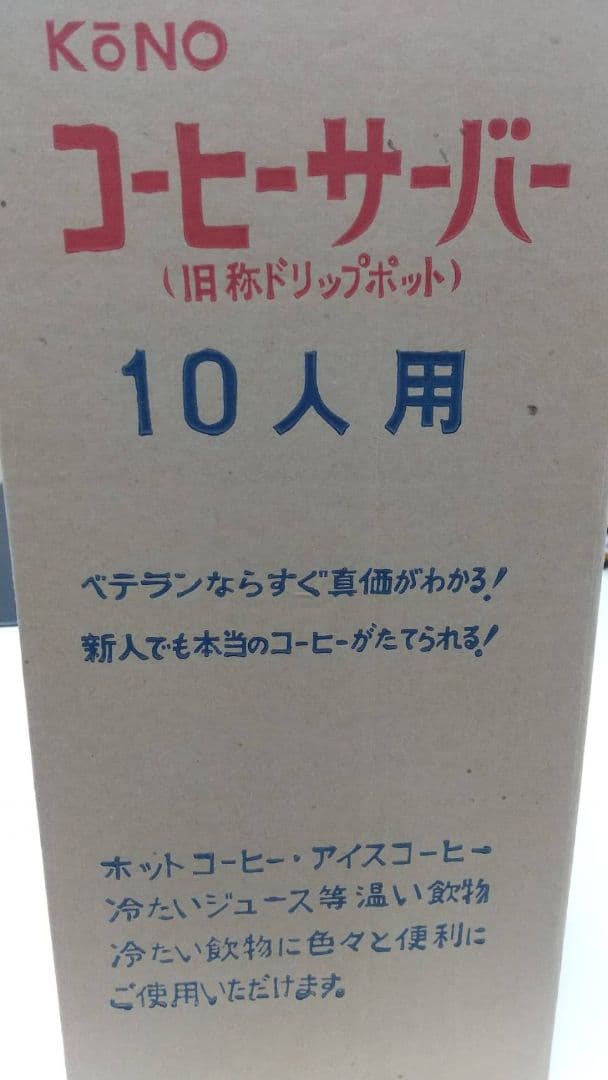 KōNO
コーヒーサーバー
(旧称ドリップポット)
10人用
ベテランならすぐ真価がわかる!
新人でも本当のコーヒーがたてられる!
ホットコーヒー・アイスコーヒー
冷たいジュース等温い飲物
冷たい飲物に色々と便利に
ご使用いただけます。